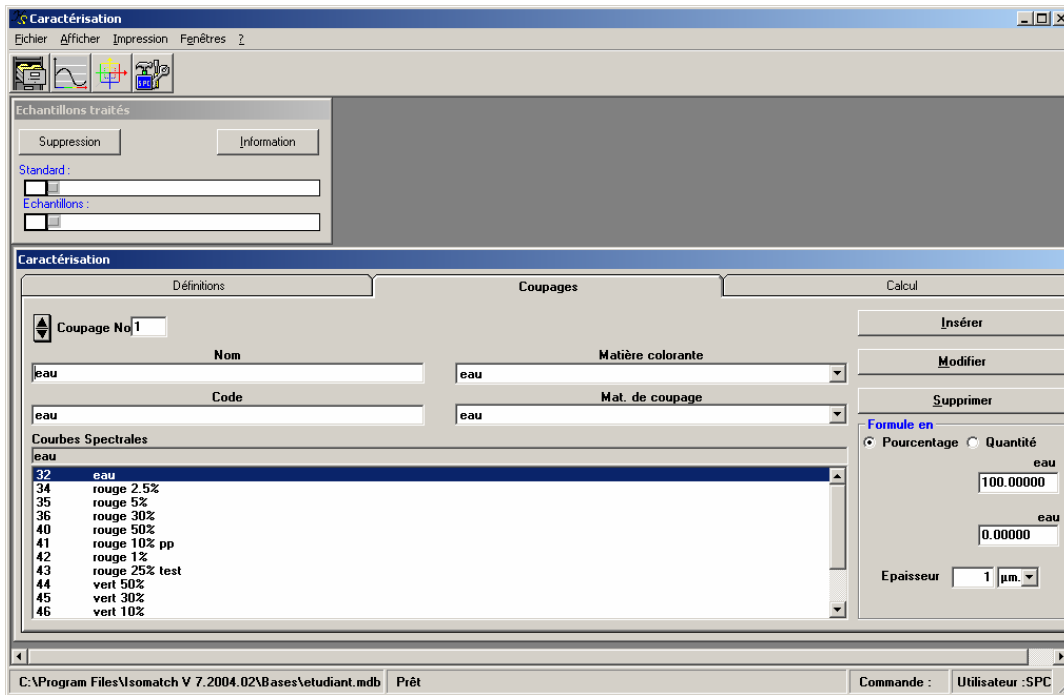 Caractérisation
Fichier Afficher Impression Fenêtres ?
SPC
Echantillons traités
Suppression Information
Standard :
Echantillons :
Caractérisation
Définitions Coupages Calcul
Coupage No 1
Insérer
Nom Matière colorante
Modifier
eau eau
Code Mat. de coupage
Supprimer
eau eau
Formule en
Courbes Spectrales
Pourcentage Quantité
eau
eau
32 eau
100.00000
34 rouge 2.5%
35 rouge 5%
36 rouge 30%
eau
40 rouge 50%
0.00000
41 rouge 10% pp
42 rouge 1%
43 rouge 25% test
Epaisseur 1 µm.
44 vert 50%
45 vert 30%
46 vert 10%
C:\Program Files\Isomatch V 7.2004.02\Bases\etudiant.mdb Prêt Commande : Utilisateur :SPC